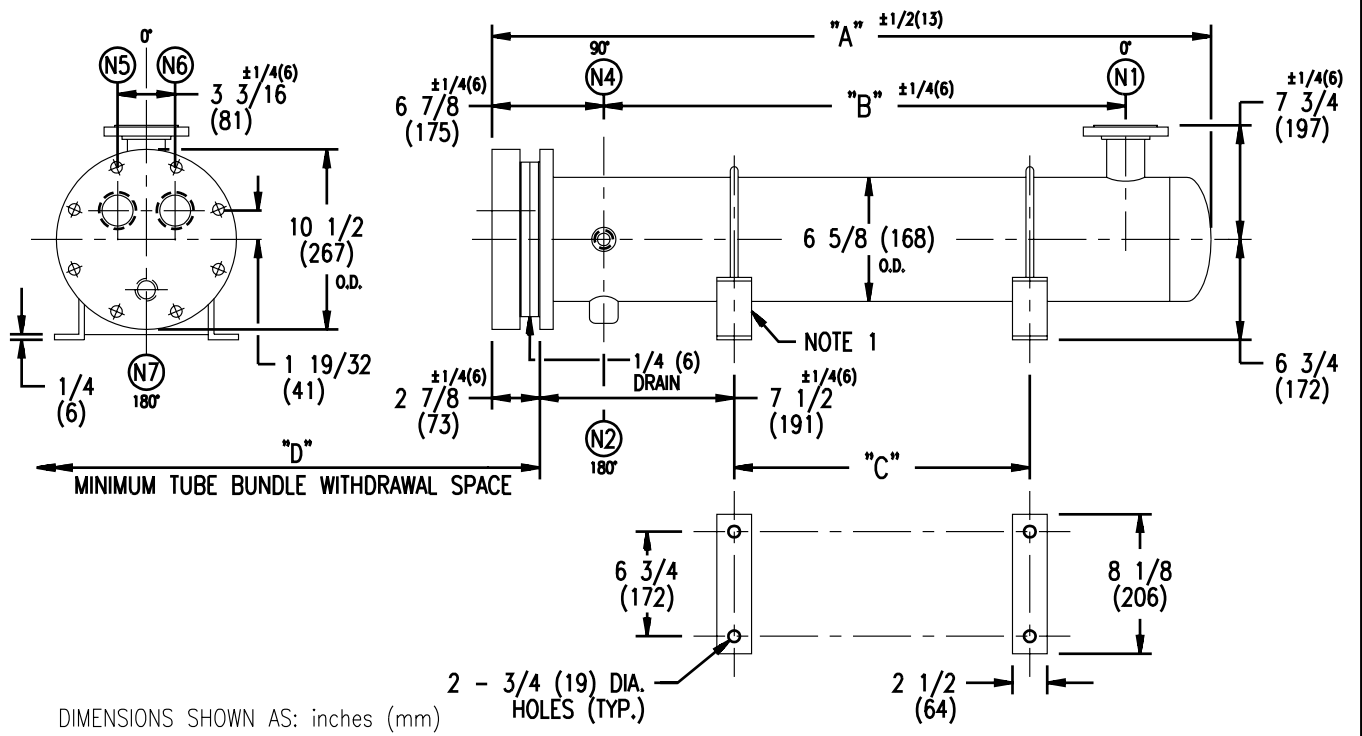 0°
N5 N6
±1/4(6)
3 3/16
(81)
10 1/2
(267)
O.D.
1 19/32
(41)
1/4
(6)
N7
180°
"A" ±1/2(13)
90°
N4
0°
N1
±1/4(6)
6 7/8
(175)
"B" ±1/4(6)
±1/4(6)
7 3/4
(197)
6 5/8 (168)
O.D.
NOTE 1
6 3/4
(172)
1/4 (6)
DRAIN
±1/4(6)
2 7/8
(73)
±1/4(6)
7 1/2
(191)
N2
180°
"D"
MINIMUM TUBE BUNDLE WITHDRAWAL SPACE
"C"
6 3/4
(172)
8 1/8
(206)
2 - 3/4 (19) DIA.
HOLES (TYP.)
2 1/2
(64)
DIMENSIONS SHOWN AS: inches (mm)